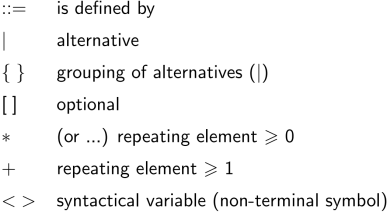 ::= is defined by
| alternative
{ } grouping of alternatives (|)
[ ] optional
* (or ...) repeating element ⩾ 0
+ repeating element ⩾ 1
< > syntactical variable (non-terminal symbol)